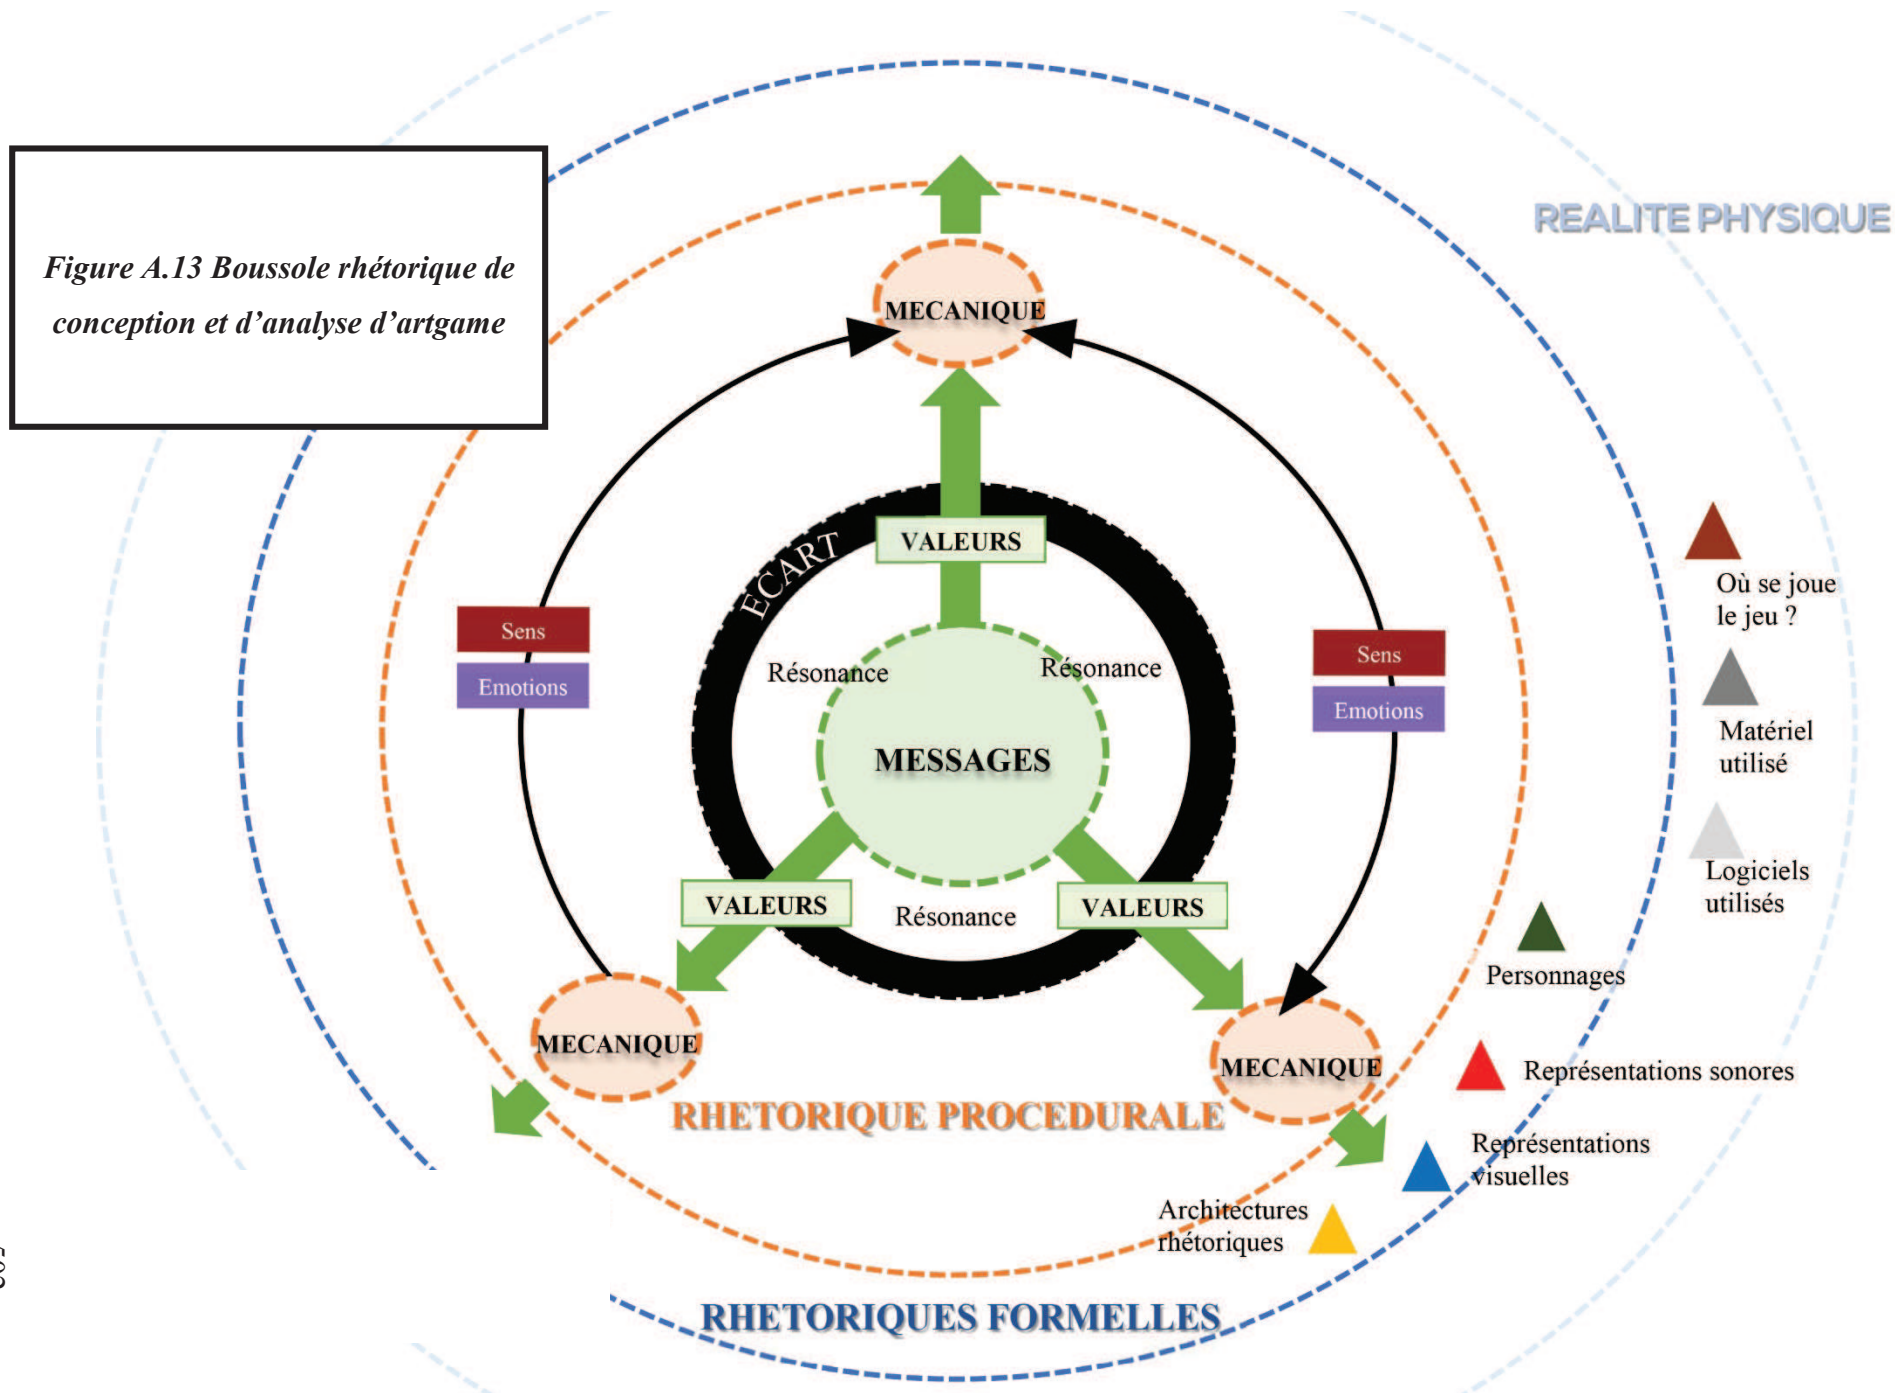 Figure A.13 Boussole rhétorique de
conception et d’analyse d’artgame
REALITE PHYSIQUE
MECANIQUE
VALEURS
ECART
Où se joue
le jeu ?
Sens
Emotions
Résonance
Résonance
Sens
Emotions
MESSAGES
Matériel
utilisé
Logiciels
utilisés
VALEURS
Résonance
VALEURS
Personnages
MECANIQUE
MECANIQUE
Représentations sonores
RHETORIQUE PROCEDURALE
Représentations
visuelles
Architectures
rhétoriques
RHETORIQUES FORMELLES